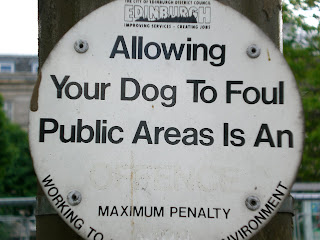 THE CITY OF EDINBURGH DISTRICT COUNCIL
EDINBURGH
IMPROVING SERVICES - CREATING JOBS
Allowing
Your Dog To Foul
Public Areas Is An
OFFENCE
MAXIMUM PENALTY
WORKING TO ENVIRONMENT